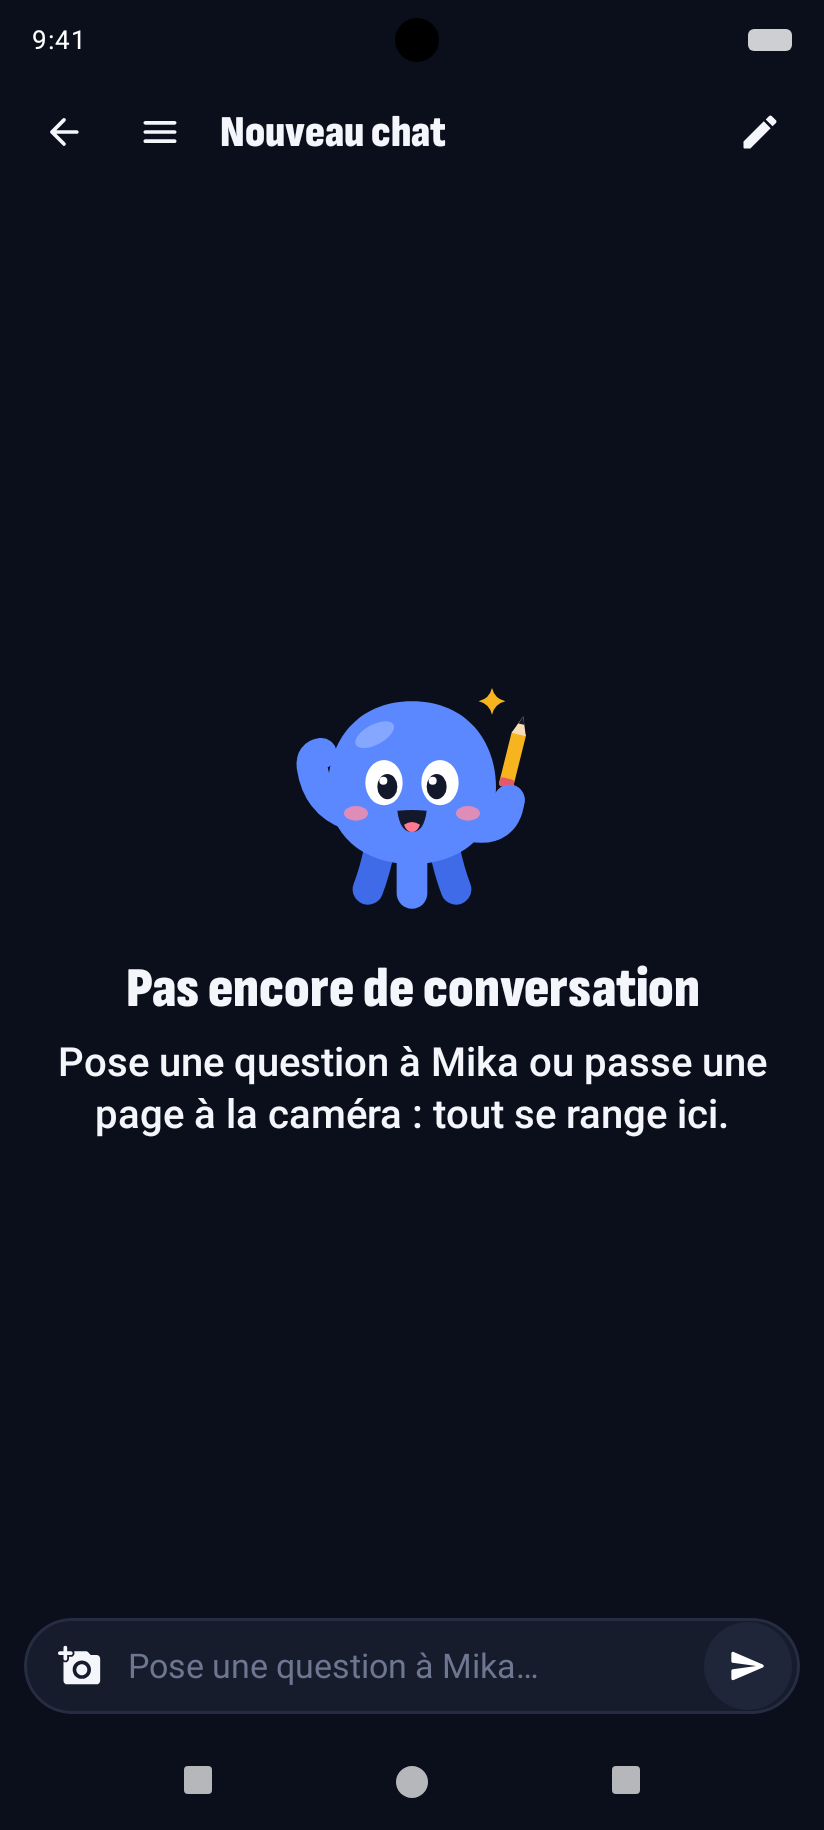 9:41
Nouveau chat
Pas encore de conversation
Pose une question à Mika ou passe une
page à la caméra : tout se range ici.
Pose une question à Mika…